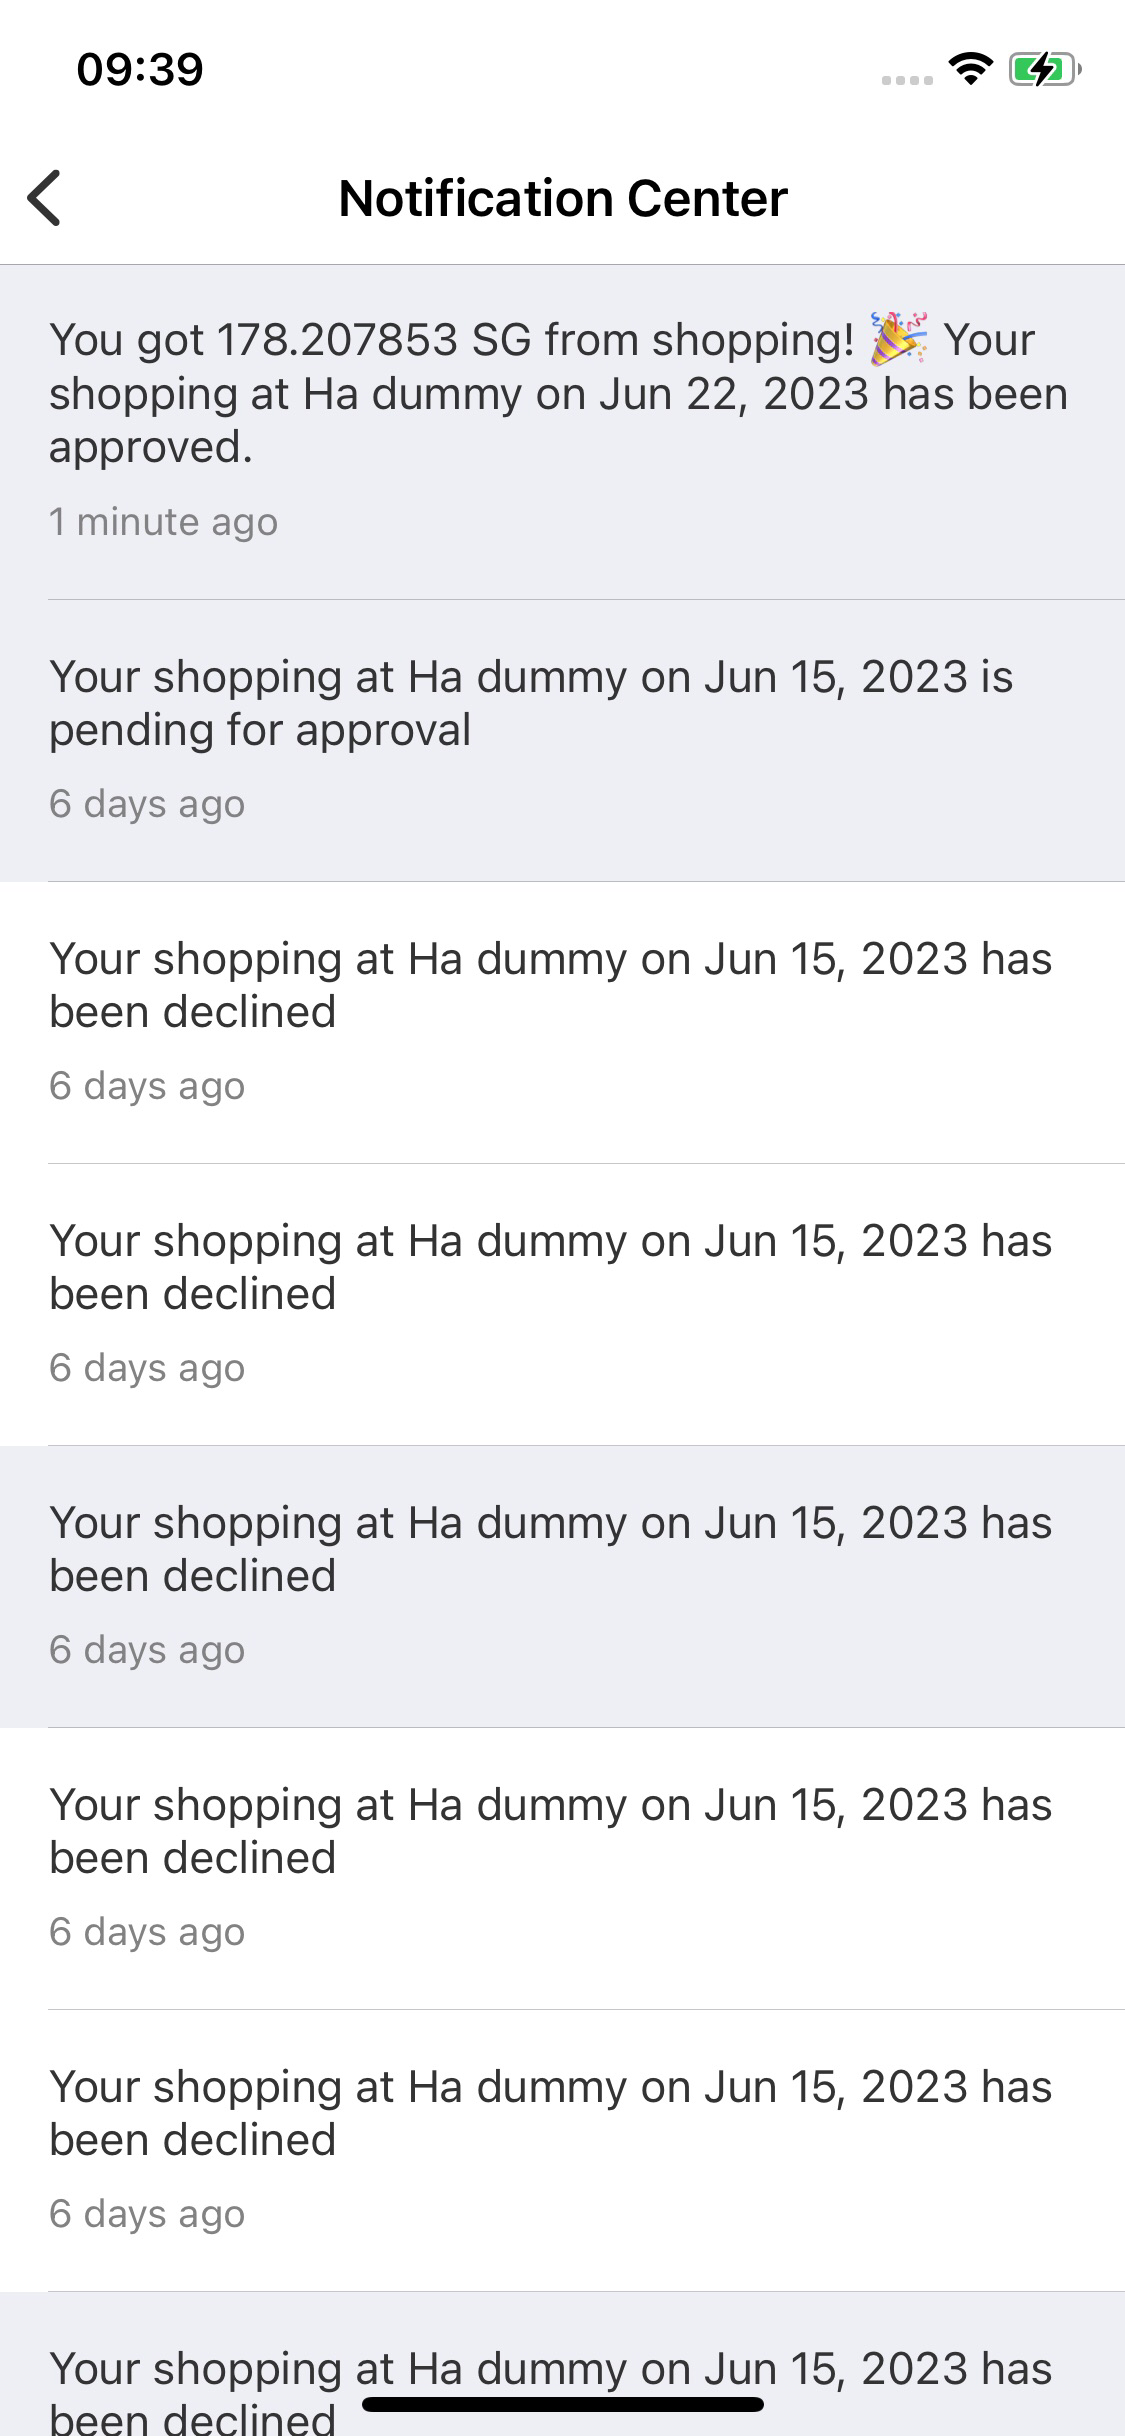 09:39
Notification Center
You got 178.207853 SG from shopping! 🎉 Your
shopping at Ha dummy on Jun 22, 2023 has been
approved.
1 minute ago
Your shopping at Ha dummy on Jun 15, 2023 is
pending for approval
6 days ago
Your shopping at Ha dummy on Jun 15, 2023 has
been declined
6 days ago
Your shopping at Ha dummy on Jun 15, 2023 has
been declined
6 days ago
Your shopping at Ha dummy on Jun 15, 2023 has
been declined
6 days ago
Your shopping at Ha dummy on Jun 15, 2023 has
been declined
6 days ago
Your shopping at Ha dummy on Jun 15, 2023 has
been declined
6 days ago
Your shopping at Ha dummy on Jun 15, 2023 has
been declined